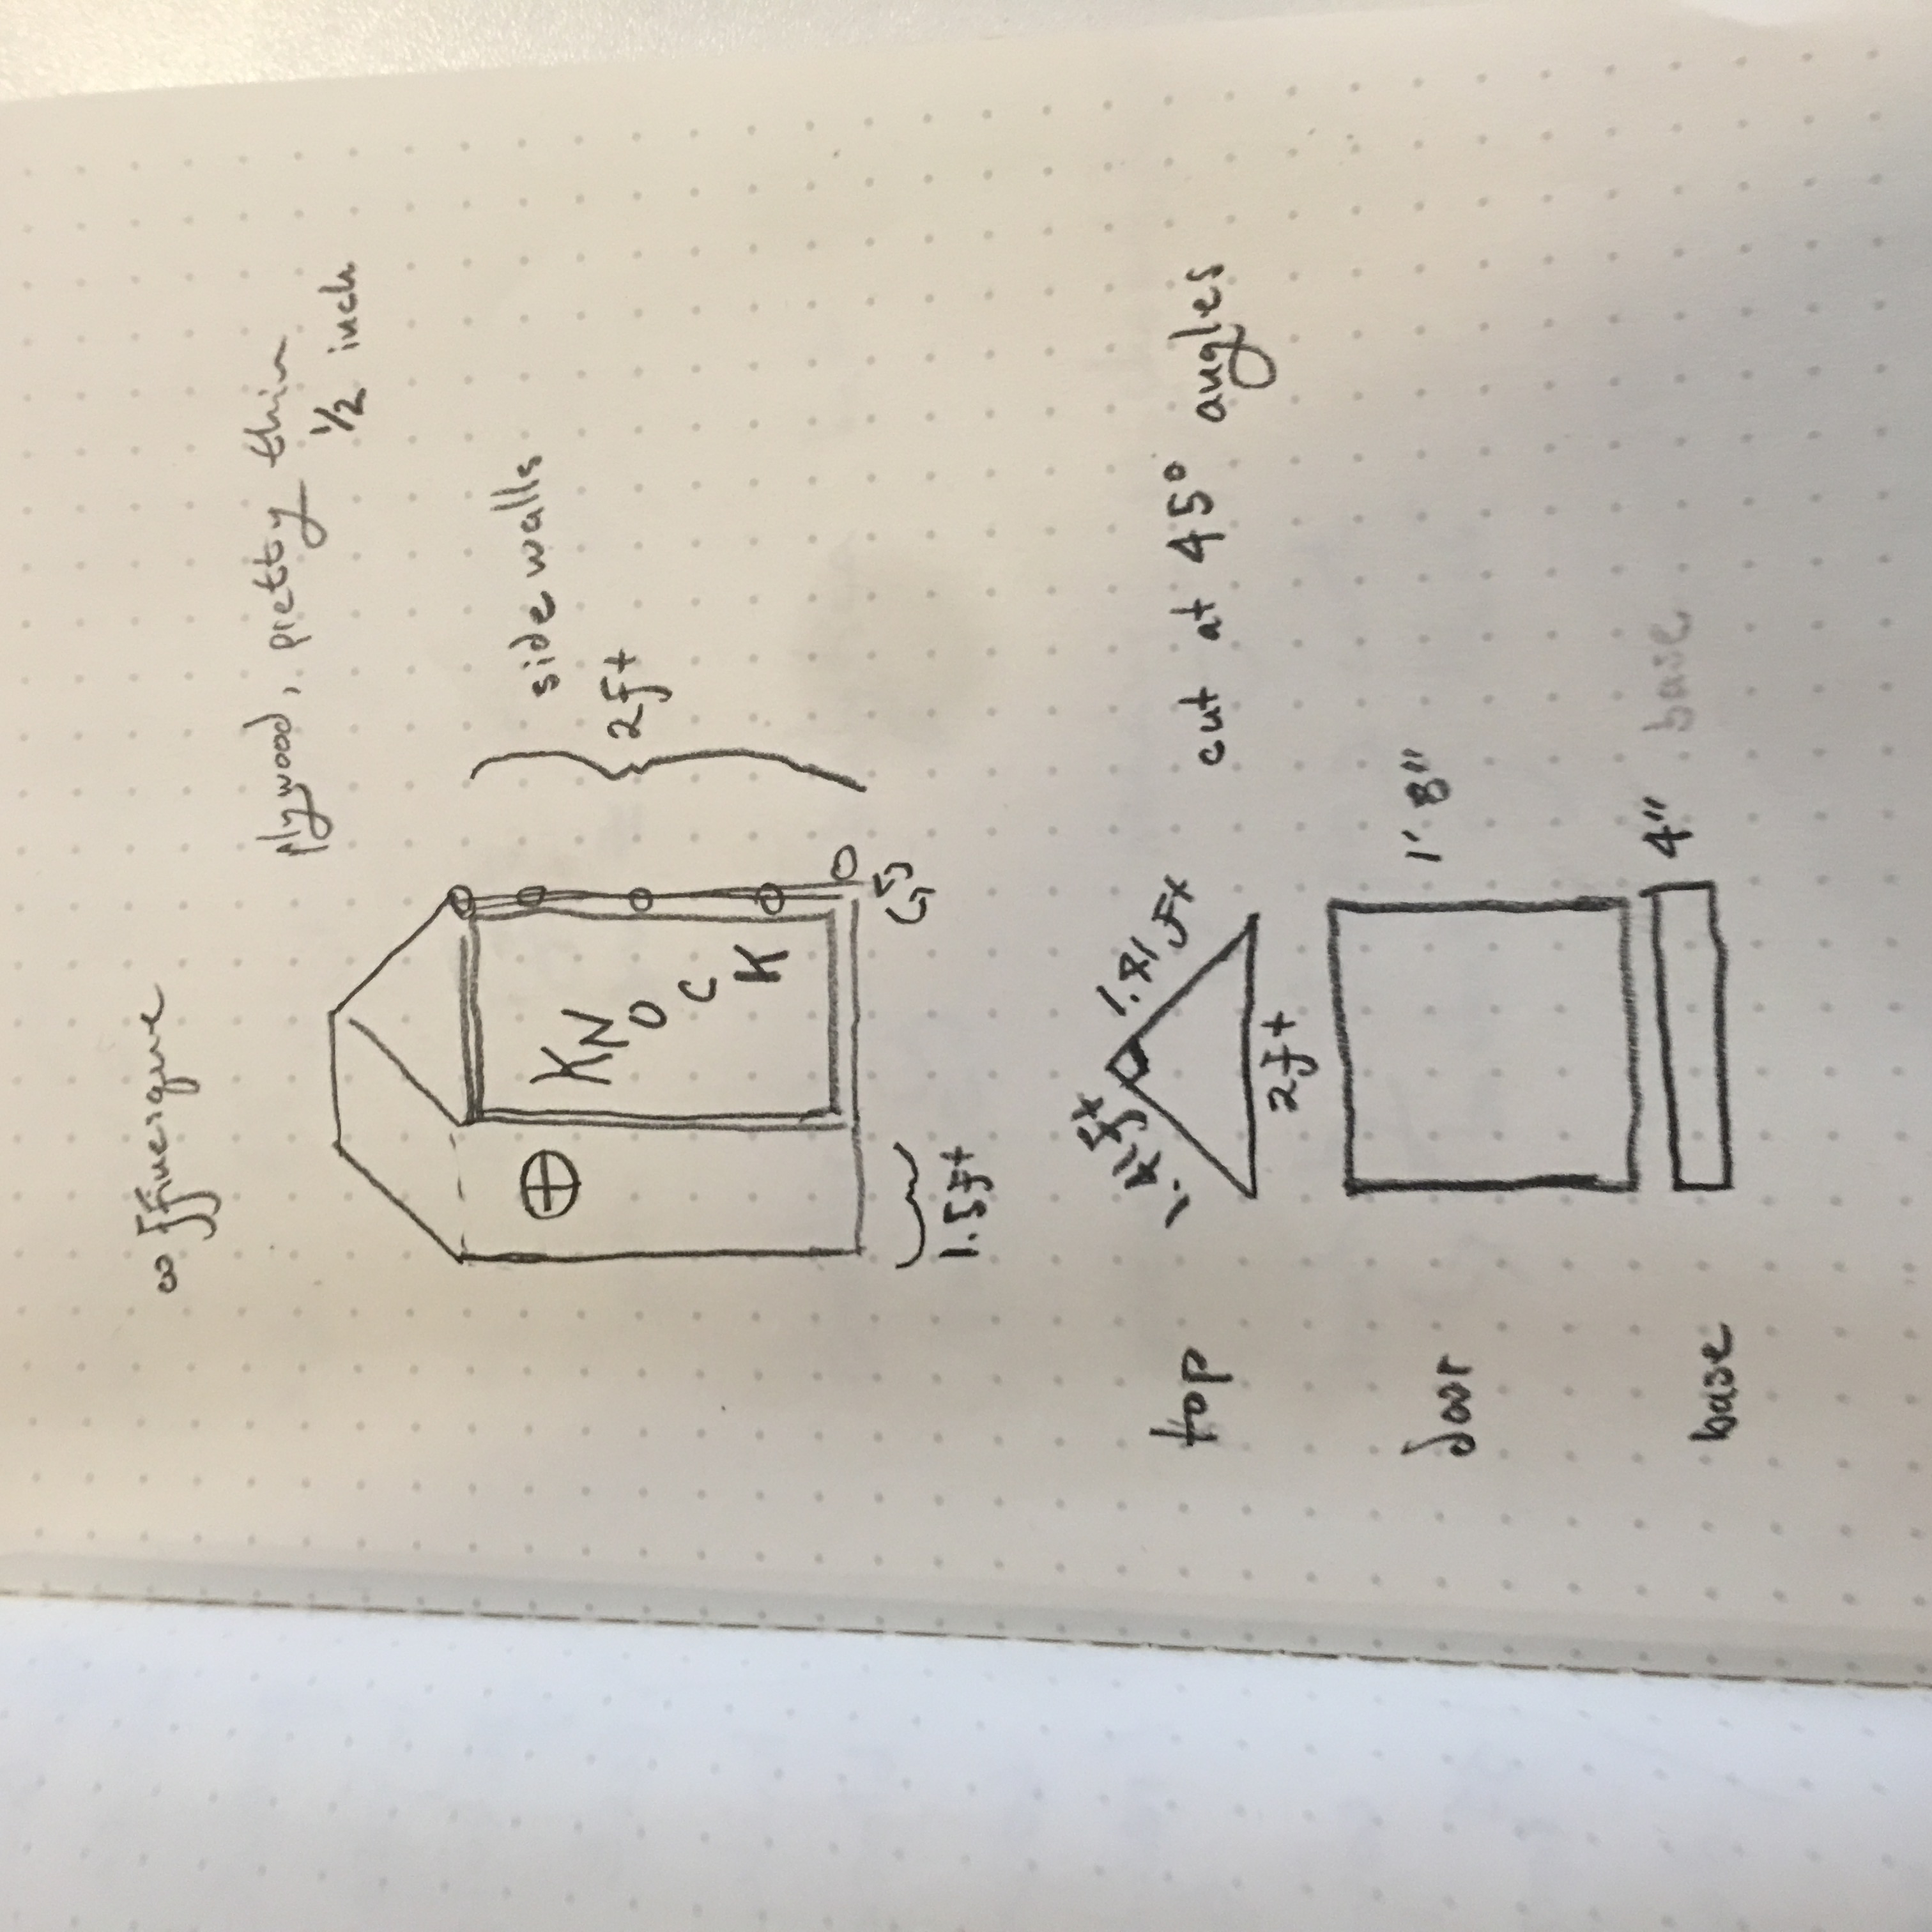 coffinesque
plywood, pretty thin
1/2 inch
KNOCK
side walls
2ft
1.5ft
top
1.41ft
1.41ft
2ft
cut at 45° angles
door
1' 8"
base
4"
base